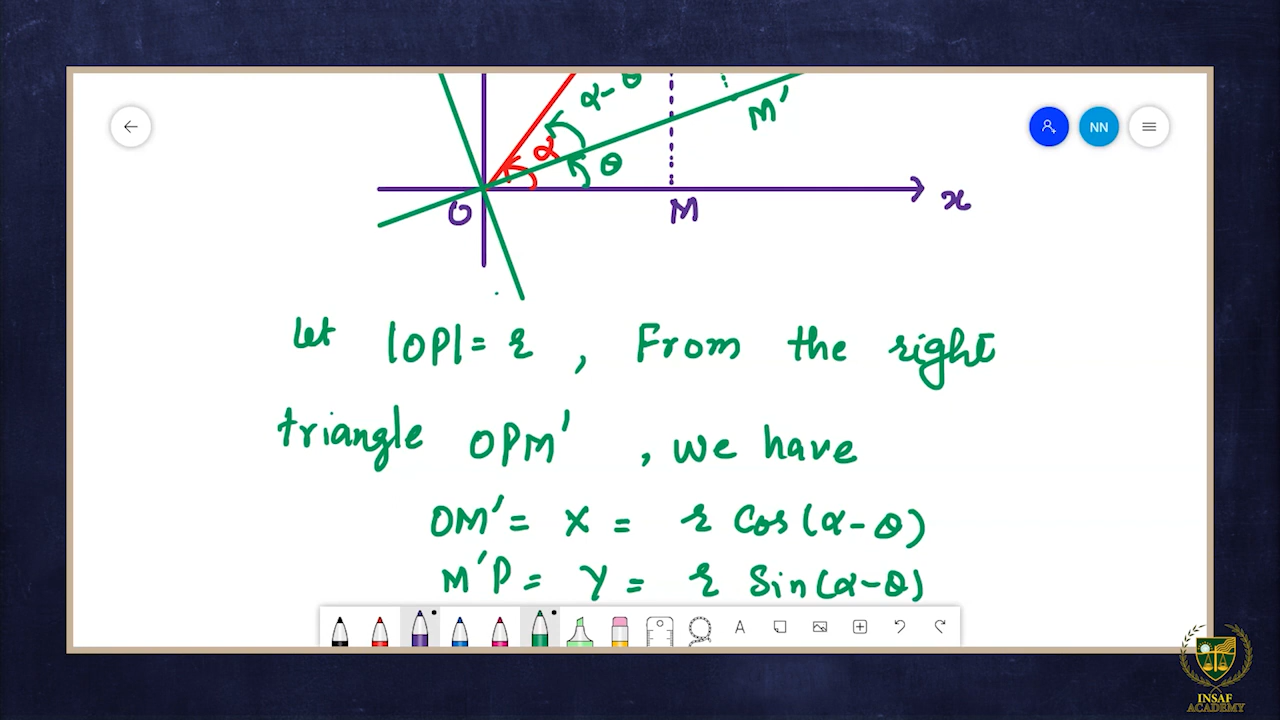 α-θ
M'
α
θ
NN
O
M
x
let |OP|= r , From the right
triangle OPM' , we have
OM' = X = r Cos(α-θ)
M'P = Y = r Sin(α-θ)
A
INSAF
ACADEMY